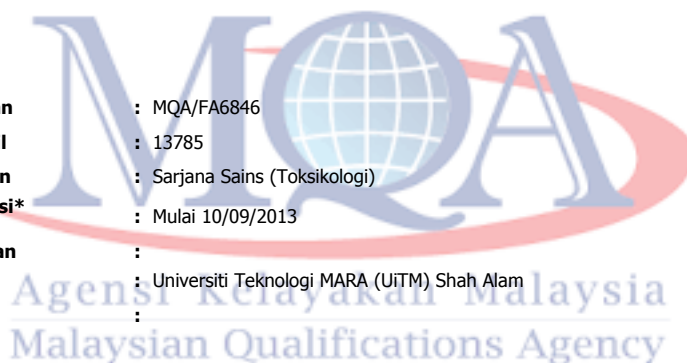 MQA
an : MQA/FA6846
l : 13785
n : Sarjana Sains (Toksikologi)
si* : Mulai 10/09/2013
an :
: Universiti Teknologi MARA (UiTM) Shah Alam
:
Agensi Kelayakan Malaysia
Malaysian Qualifications Agency